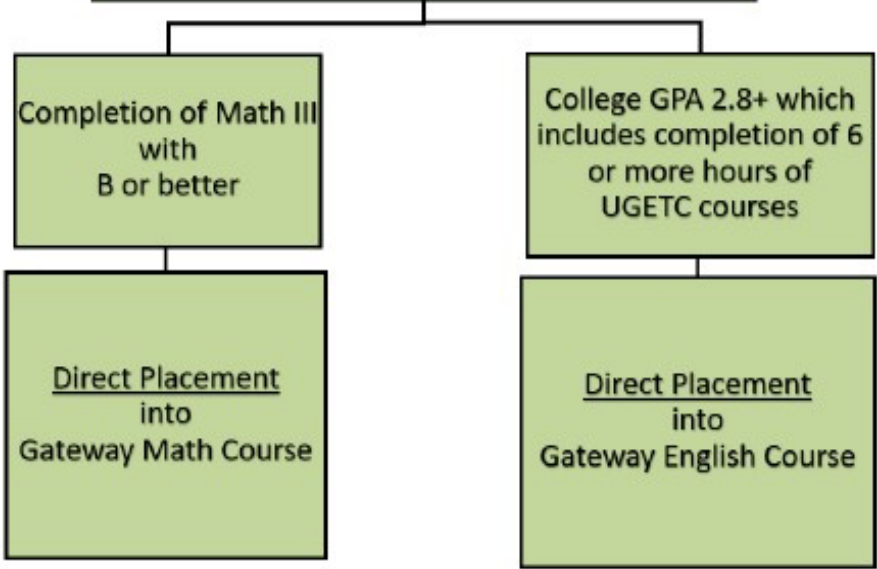 Completion of Math III
with
B or better
College GPA 2.8+ which
includes completion of 6
or more hours of
UGETC courses
Direct Placement
into
Gateway Math Course
Direct Placement
into
Gateway English Course